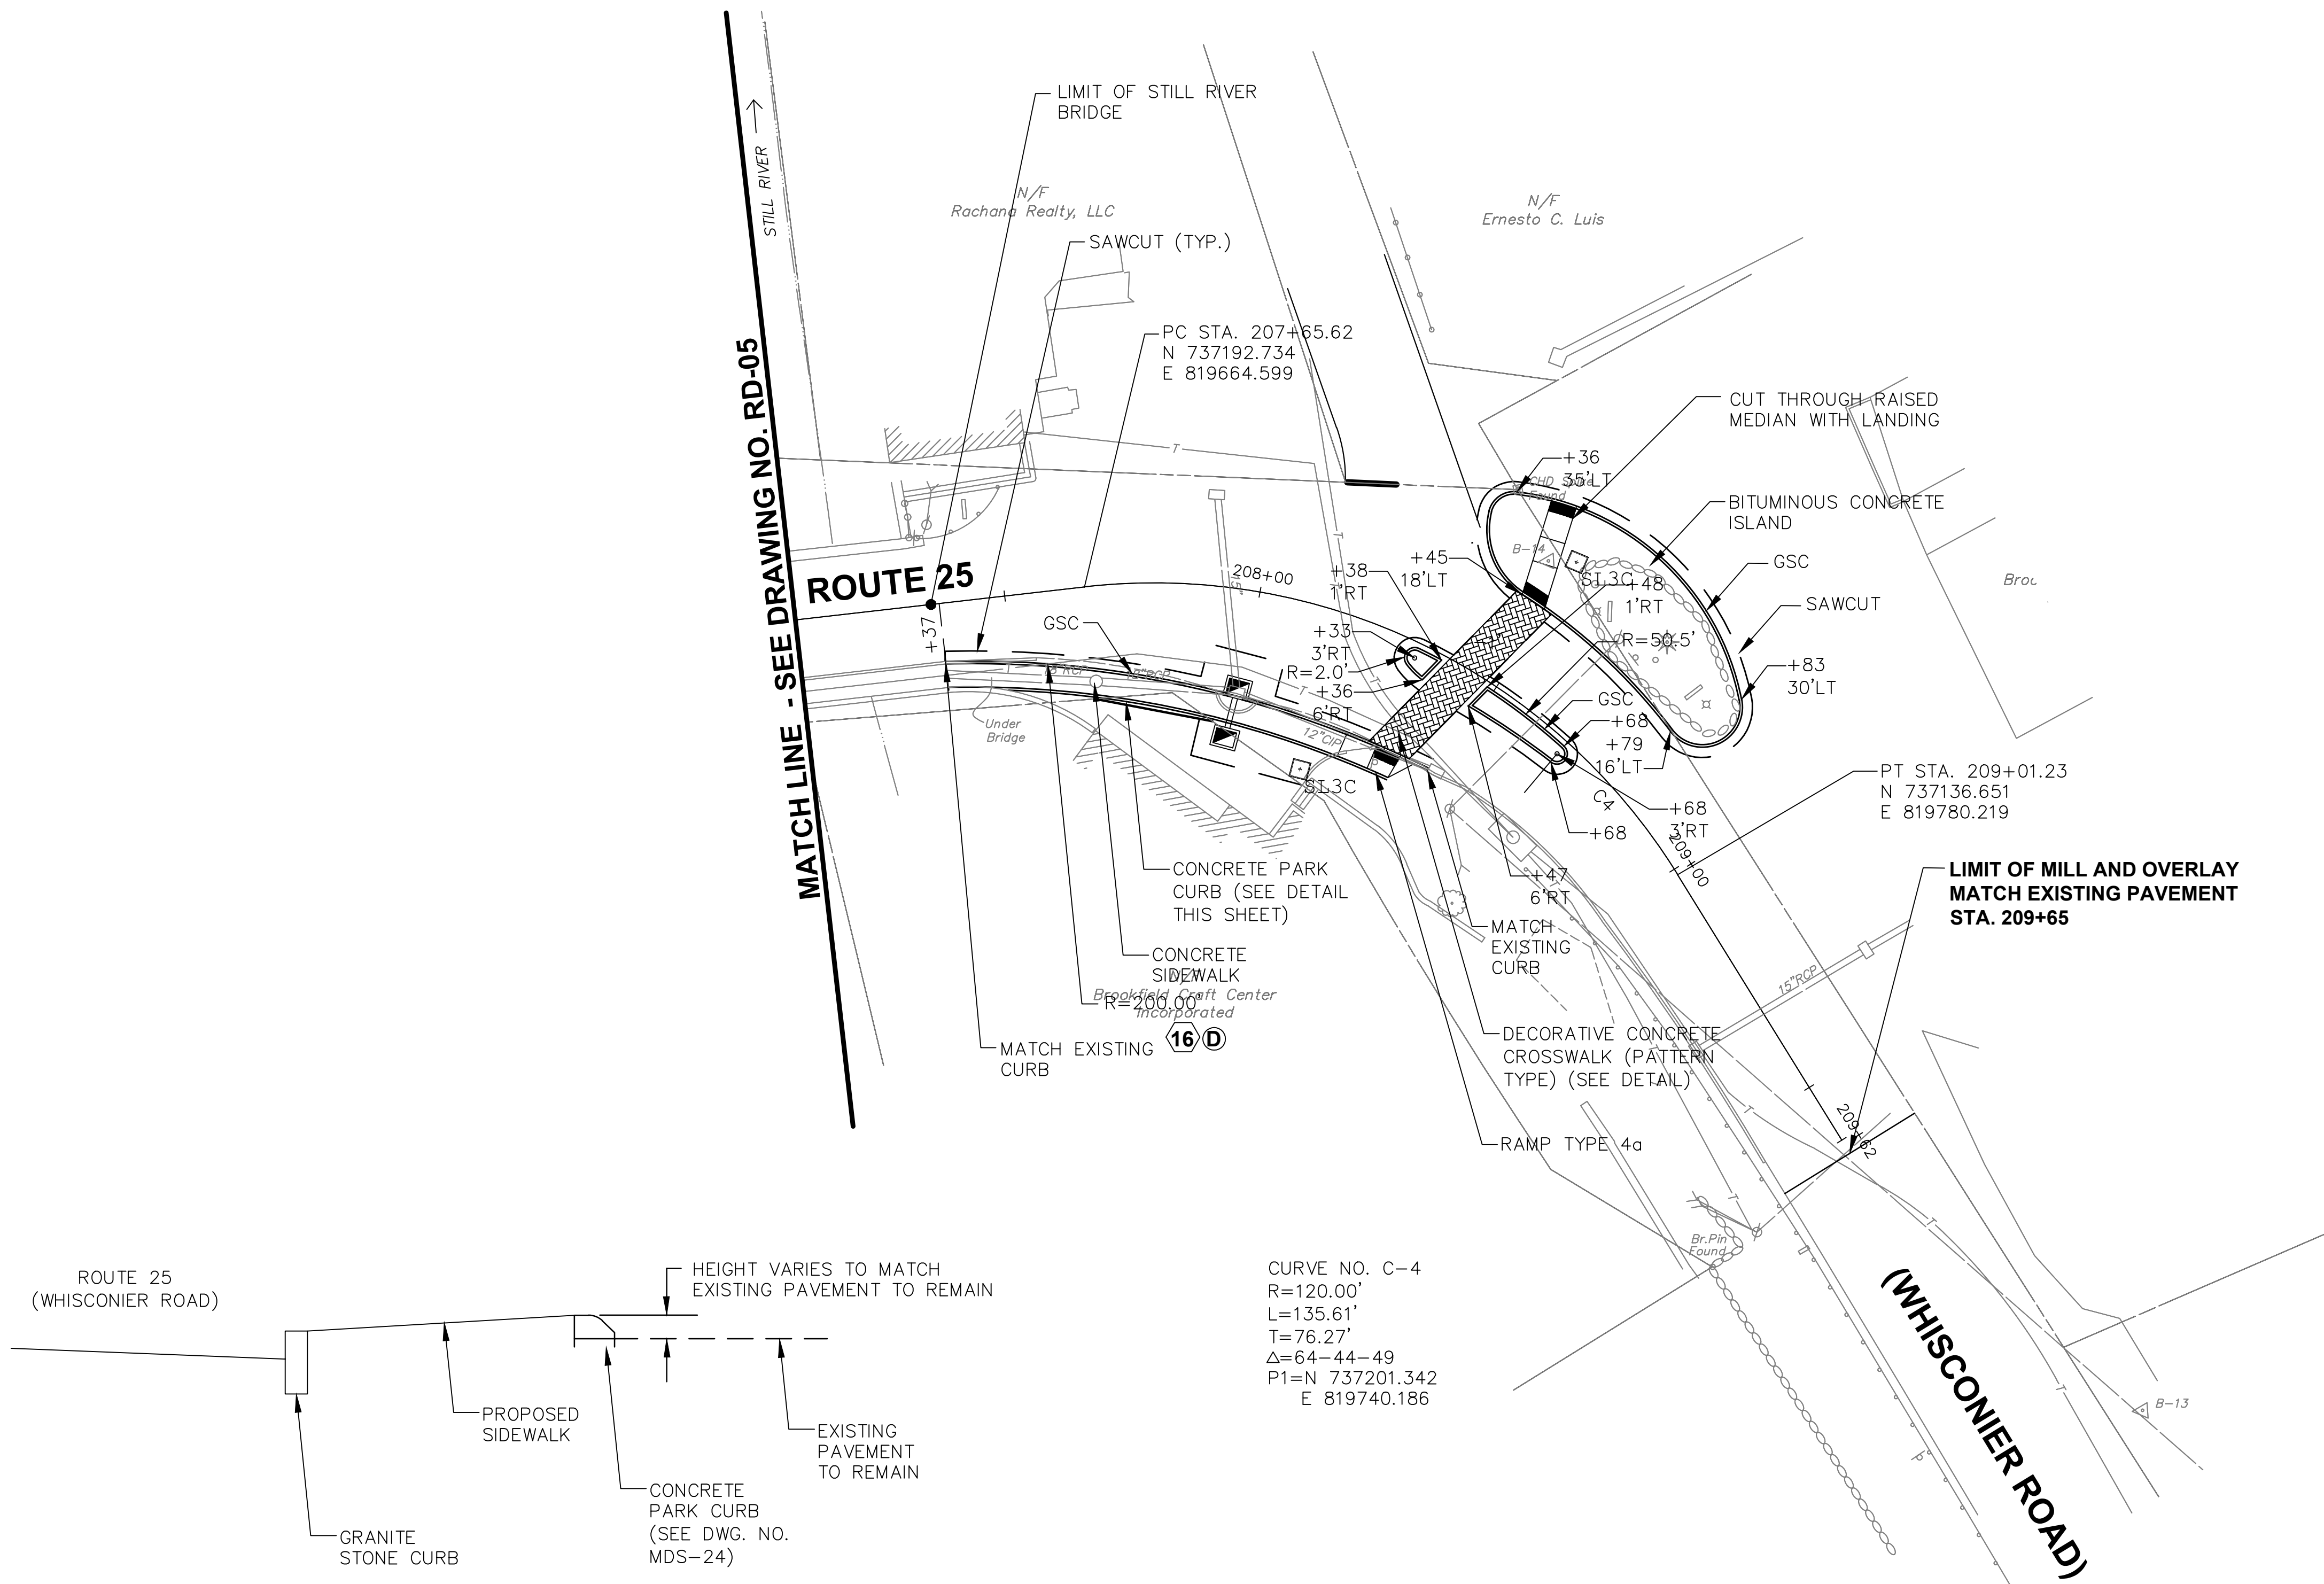 LIMIT OF STILL RIVER
BRIDGE
STILL RIVER
N/F
Rachana Realty, LLC
N/F
Ernesto C. Luis
SAWCUT (TYP.)
PC STA. 207+65.62
N 737192.734
E 819664.599
MATCH LINE - SEE DRAWING NO. RD-05
CUT THROUGH RAISED
MEDIAN WITH LANDING
+36
35'LT
CHD Spike
Found
BITUMINOUS CONCRETE
ISLAND
GSC
SAWCUT
+83
30'LT
Broc
T
T
ROUTE 25
+37
208+00
15"
+45
18'LT
+38
1'RT
B-14
SL3C
+48
1'RT
R=50.5'
GSC
+33
3'RT
R=2.0'
+36
6'RT
GSC
+68
+79
16'LT
18"RCP
12"RCP
12"CIP
T
T
T
Under
Bridge
SL3C
C4
+68
3'RT
+68
209+00
PT STA. 209+01.23
N 737136.651
E 819780.219
LIMIT OF MILL AND OVERLAY
MATCH EXISTING PAVEMENT
STA. 209+65
CONCRETE PARK
CURB (SEE DETAIL
THIS SHEET)
+47
6'RT
MATCH
EXISTING
CURB
CONCRETE
SIDEWALK
N/F
Brookfield Craft Center
Incorporated
R=200.00'
16 D
MATCH EXISTING
CURB
15"RCP
DECORATIVE CONCRETE
CROSSWALK (PATTERN
TYPE) (SEE DETAIL)
RAMP TYPE 4a
209+62
T
T
T
T
Br.Pin
Found
B-13
(WHISCONIER ROAD)
ROUTE 25
(WHISCONIER ROAD)
HEIGHT VARIES TO MATCH
EXISTING PAVEMENT TO REMAIN
PROPOSED
SIDEWALK
EXISTING
PAVEMENT
TO REMAIN
CONCRETE
PARK CURB
(SEE DWG. NO.
MDS-24)
GRANITE
STONE CURB
CURVE NO. C-4
R=120.00'
L=135.61'
T=76.27'
Δ=64-44-49
P1=N 737201.342
E 819740.186